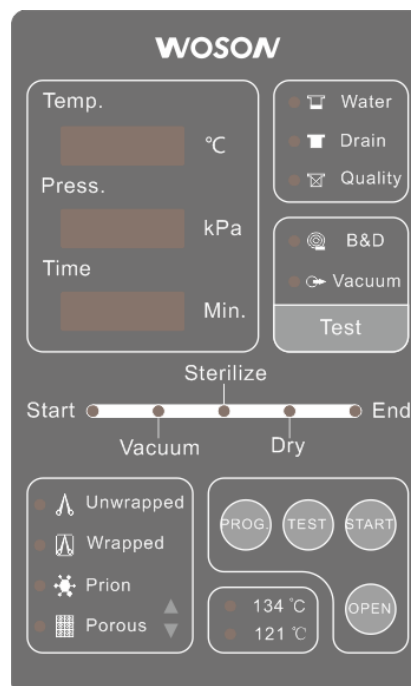 WOSON
Temp.
°C
Press.
kPa
Time
Min.
Water
Drain
Quality
B&D
Vacuum
Test
Sterilize
Start
End
Vacuum
Dry
Unwrapped
Wrapped
Prion
Porous
PROG.
TEST
START
134 °C
121 °C
OPEN